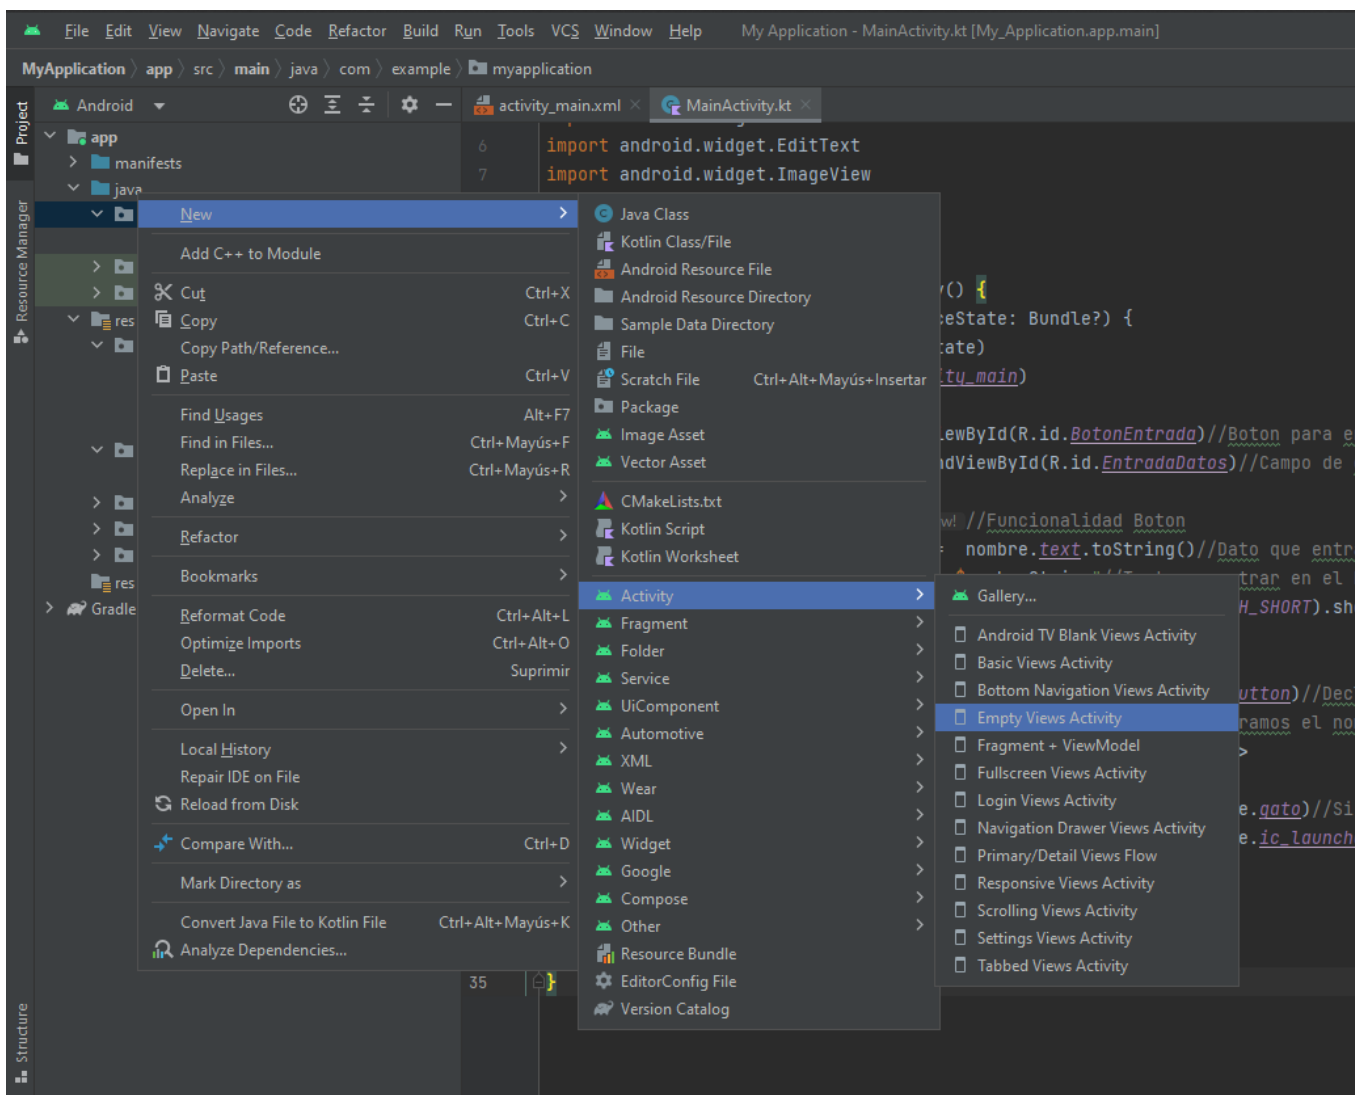 File Edit View Navigate Code Refactor Build Run Tools VCS Window Help My Application - MainActivity.kt [My_Application.app.main]
MyApplication app src main java com example myapplication
Android activity_main.xml MainActivity.kt
Project
Resource Manager
Structure
app
manifests
java
res
res
Gradle
6 import android.widget.EditText
7 import android.widget.ImageView
New
Add C++ to Module
Cut Ctrl+X
Copy Ctrl+C
Copy Path/Reference...
Paste Ctrl+V
Find Usages Alt+F7
Find in Files... Ctrl+Mayús+F
Replace in Files... Ctrl+Mayús+R
Analyze
Refactor
Bookmarks
Reformat Code Ctrl+Alt+L
Optimize Imports Ctrl+Alt+O
Delete... Suprimir
Open In
Local History
Repair IDE on File
Reload from Disk
Compare With... Ctrl+D
Mark Directory as
Convert Java File to Kotlin File Ctrl+Alt+Mayús+K
Analyze Dependencies...
Java Class
Kotlin Class/File
Android Resource File
Android Resource Directory
Sample Data Directory
File
Scratch File Ctrl+Alt+Mayús+Insertar
Package
Image Asset
Vector Asset
CMakeLists.txt
Kotlin Script
Kotlin Worksheet
Activity
Fragment
Folder
Service
UiComponent
Automotive
XML
Wear
AIDL
Widget
Google
Compose
Other
Resource Bundle
EditorConfig File
Version Catalog
Gallery...
Android TV Blank Views Activity
Basic Views Activity
Bottom Navigation Views Activity
Empty Views Activity
Fragment + ViewModel
Fullscreen Views Activity
Login Views Activity
Navigation Drawer Views Activity
Primary/Detail Views Flow
Responsive Views Activity
Scrolling Views Activity
Settings Views Activity
Tabbed Views Activity
() {
ceState: Bundle?) {
tate)
ity_main)
ewById(R.id.BotonEntrada)//Boton para e
ndViewById(R.id.EntradaDatos)//Campo de
w! //Funcionalidad Boton
= nombre.text.toString()//Dato que entr
trar en el
H_SHORT).sh
utton)//Dec
ramos el no
>
e.gato)//Si
e.ic_launch
35 }